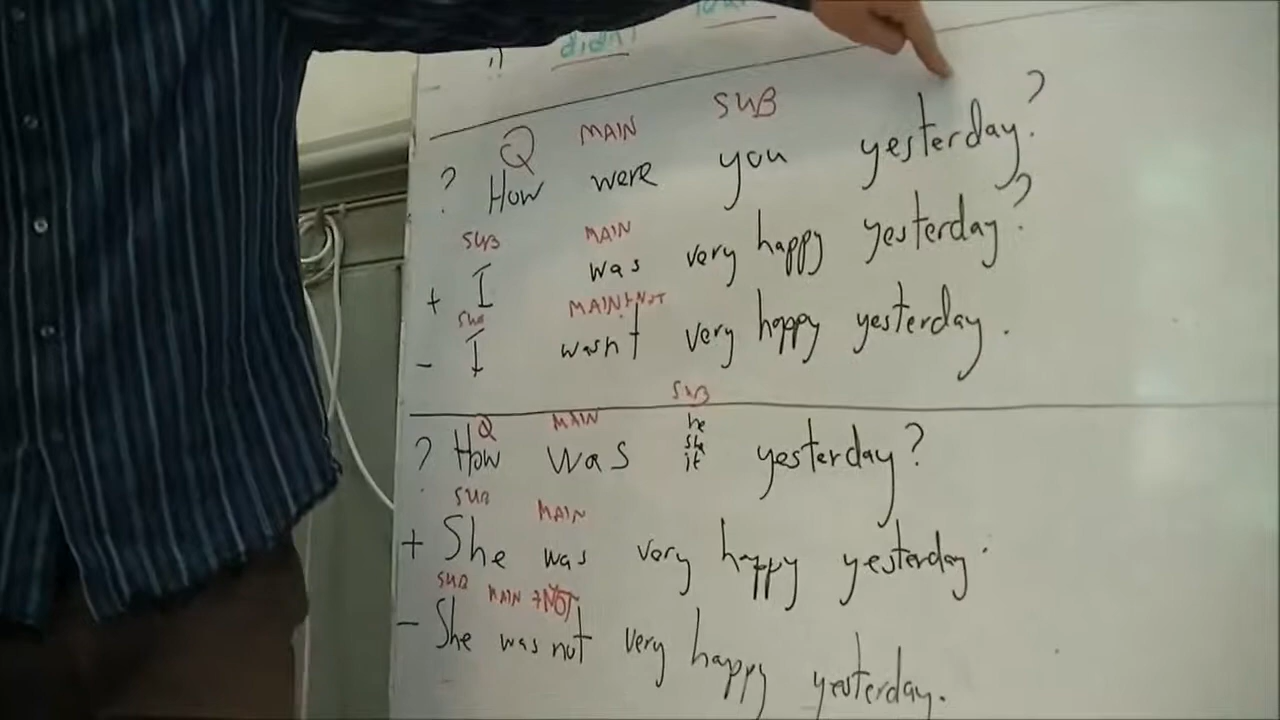 didn't
Q MAIN SUB
? How were you yesterday?
SUB MAIN
+ I was very happy yesterday?
SUB MAIN+NOT
- I wasn't very happy yesterday.
Q MAIN SUB
? How was he she it yesterday?
SUB MAIN
+ She was very happy yesterday.
SUB MAIN +NOT
- She was not very happy yesterday.